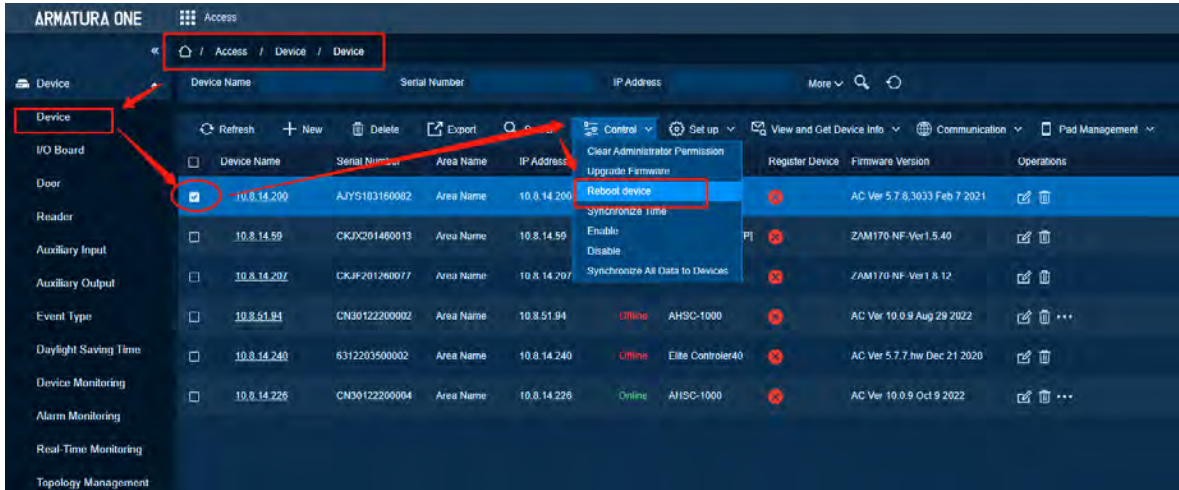 ARMATURA ONE
Access
« / Access / Device / Device
Device
Device Name Serial Number IP Address More
Device
Refresh + New Delete Export Control Set up View and Get Device Info Communication Pad Management
I/O Board
Device Name Serial Number Area Name IP Address Clear Administrator Permission Register Device Firmware Version Operations
Upgrade Firmware
Door
10.8.14.200 AJYS183160082 Area Name 10.8.14.200 Reboot device AC Ver 5.7.8.3033 Feb 7 2021
Reader
Synchronize Time
Auxiliary Input
10.8.14.59 CKJX201460013 Area Name 10.8.14.59 Enable ZAM170-NF-Ver1.5.40
Disable
Auxiliary Output
10.8.14.207 CKJF201260077 Area Name 10.8.14.207 Synchronize All Data to Devices ZAM170-NF-Ver1.8.12
Event Type
10.8.51.94 CN30122200002 Area Name 10.8.51.94 Offline AHSC-1000 AC Ver 10.0.9 Aug 29 2022
Daylight Saving Time
10.8.14.240 6312203500002 Area Name 10.8.14.240 Offline Elite Controler40 AC Ver 5.7.7.hw Dec 21 2020
Device Monitoring
10.8.14.226 CN30122200004 Area Name 10.8.14.226 Online AHSC-1000 AC Ver 10.0.9 Oct 9 2022
Alarm Monitoring
Real-Time Monitoring
Topology Management